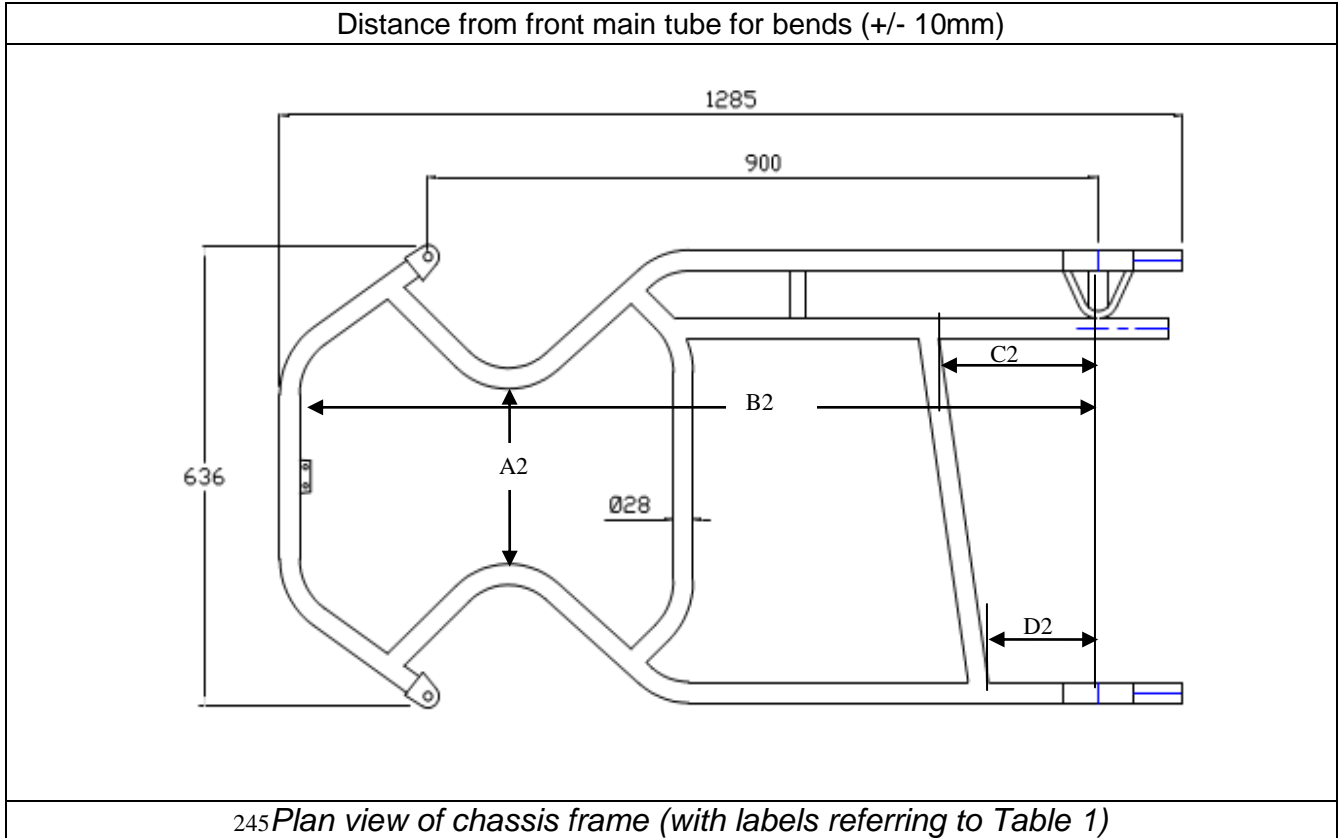 Distance from front main tube for bends (+/- 10mm)
1285
900
C2
B2
636
A2
Ø28
D2
245Plan view of chassis frame (with labels referring to Table 1)